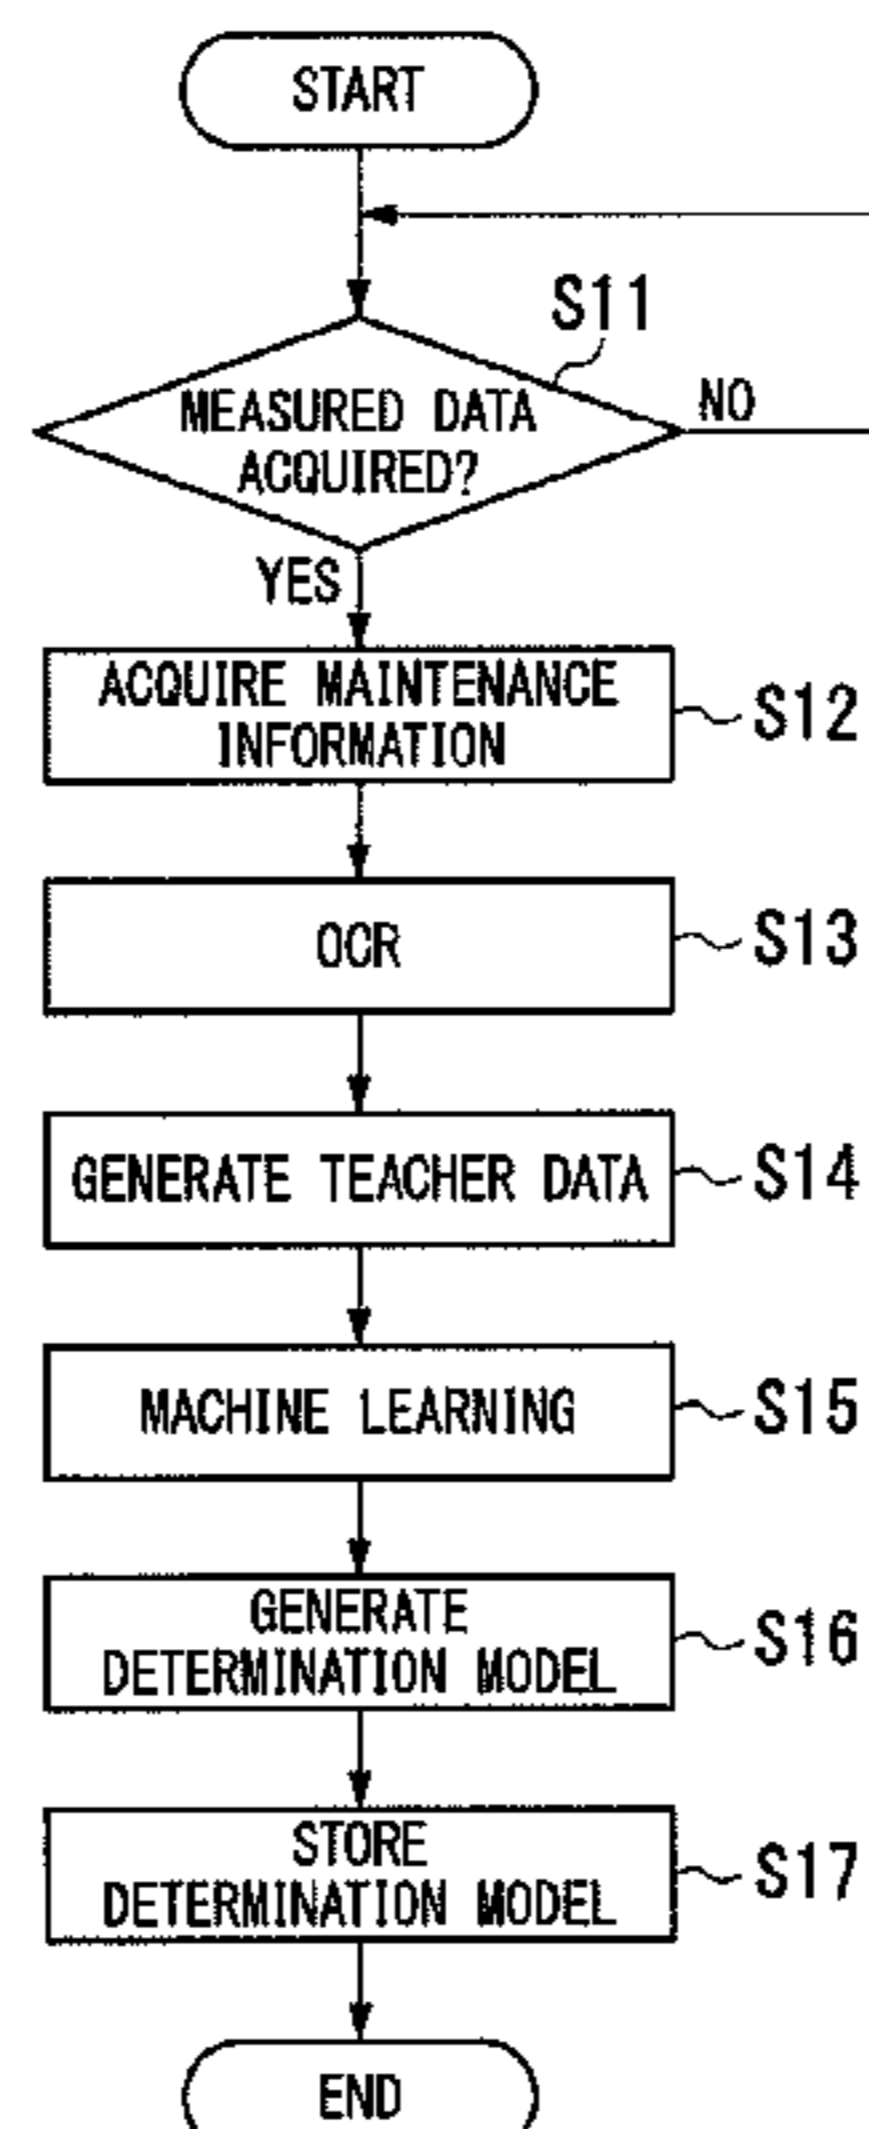 START
S11
MEASURED DATA
ACQUIRED?
NO
YES
ACQUIRE MAINTENANCE
INFORMATION
S12
OCR
S13
GENERATE TEACHER DATA
S14
MACHINE LEARNING
S15
GENERATE
DETERMINATION MODEL
S16
STORE
DETERMINATION MODEL
S17
END